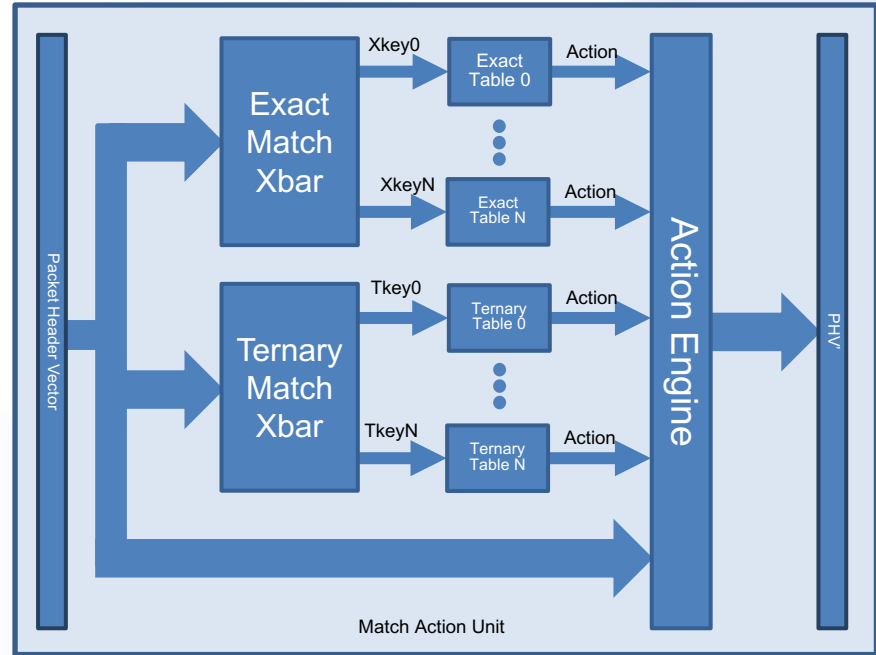 Packet Header Vector
Exact
Match
Xbar
Xkey0
Exact
Table 0
Action
XkeyN
Exact
Table N
Action
Ternary
Match
Xbar
Tkey0
Ternary
Table 0
Action
TkeyN
Ternary
Table N
Action
Action Engine
PHV'
Match Action Unit